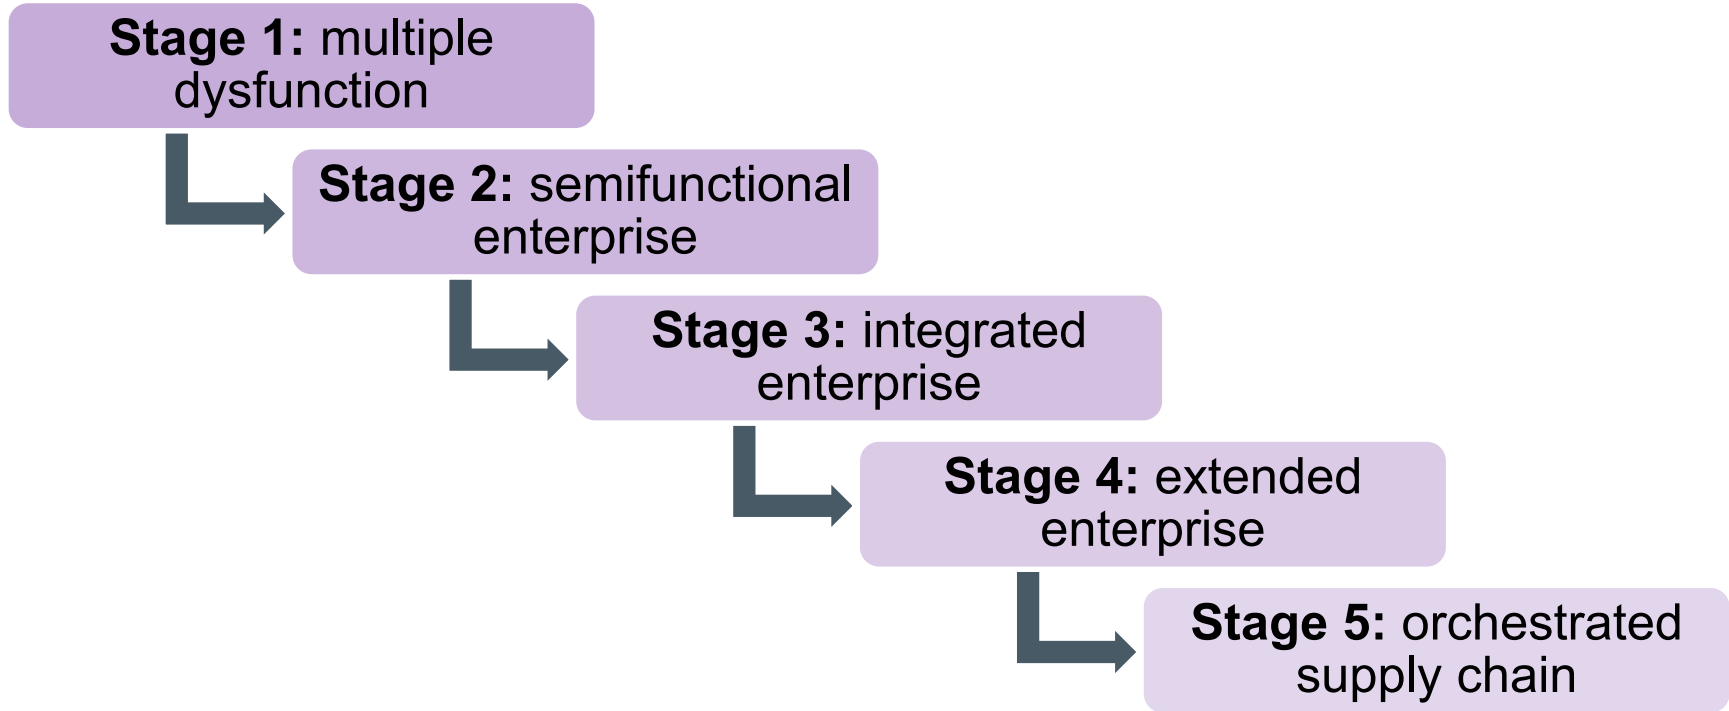 Stage 1: multiple
dysfunction
Stage 2: semifunctional
enterprise
Stage 3: integrated
enterprise
Stage 4: extended
enterprise
Stage 5: orchestrated
supply chain